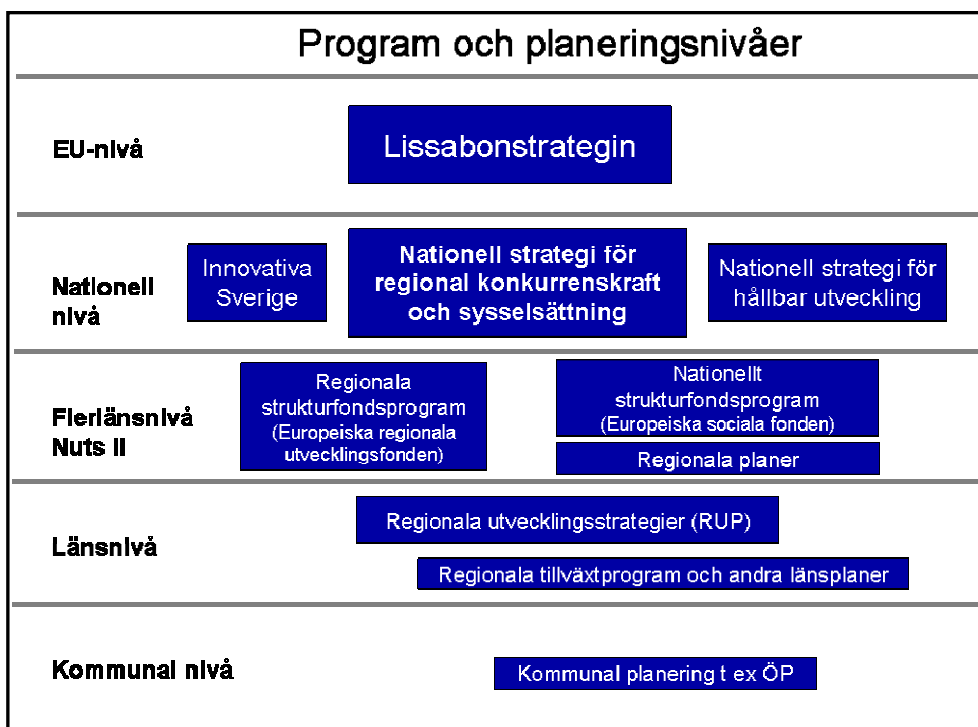 Program och planeringsnivåer
EU-nivå
Lissabonstrategin
Nationell
nivå
Innovativa
Sverige
Nationell strategi för
regional konkurrenskraft
och sysselsättning
Nationell strategi för
hållbar utveckling
Flerlänsnivå
Nuts II
Regionala
strukturfondsprogram
(Europeiska regionala
utvecklingsfonden)
Nationellt
strukturfondsprogram
(Europeiska sociala fonden)
Regionala planer
Länsnivå
Regionala utvecklingsstrategier (RUP)
Regionala tillväxtprogram och andra länsplaner
Kommunal nivå
Kommunal planering t ex ÖP